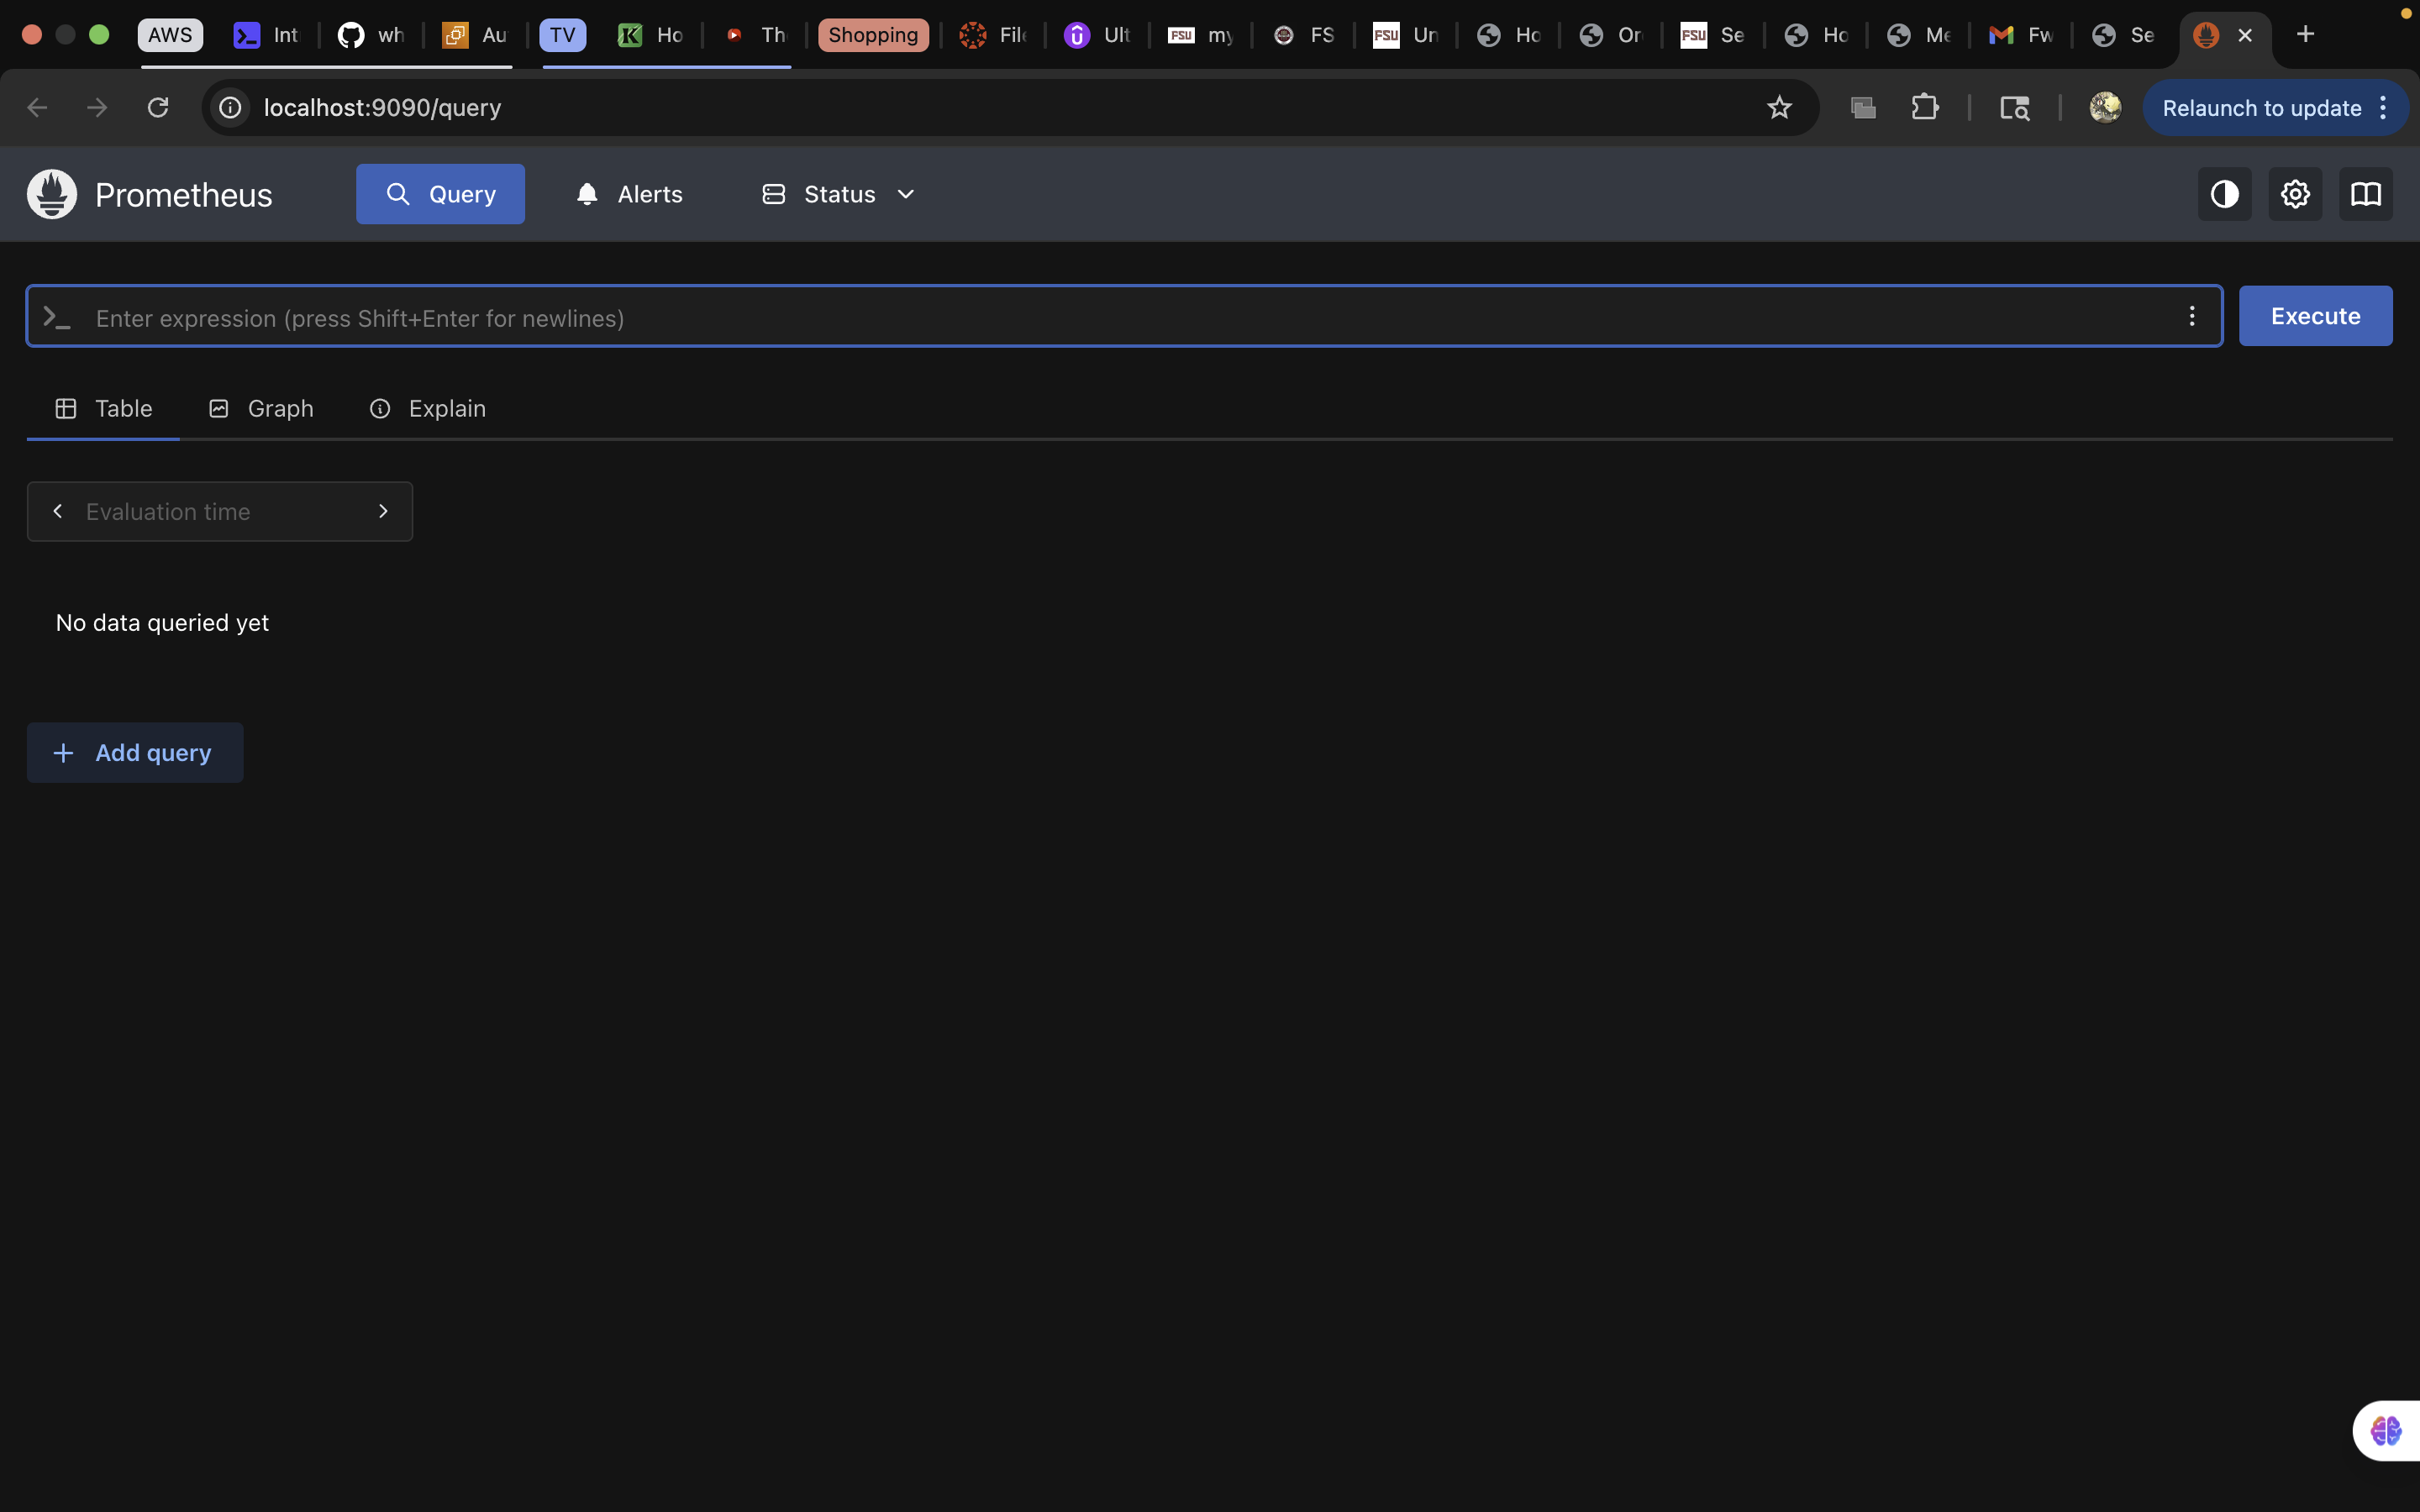 AWS Int wh Au TV Ho Th Shopping File Ult my FS Un Ho Or Se Ho Me Fw Se
localhost:9090/query
Relaunch to update
Prometheus Query Alerts Status
Enter expression (press Shift+Enter for newlines)
Execute
Table Graph Explain
Evaluation time
No data queried yet
Add query